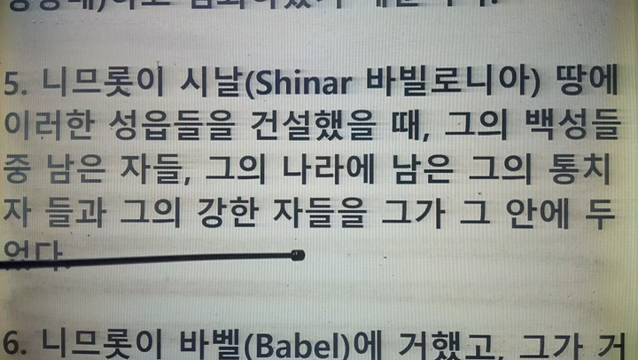 5. 니므롯이 시날(Shinar 바빌로니아) 땅에
이러한 성읍들을 건설했을 때, 그의 백성들
중 남은 자들, 그의 나라에 남은 그의 통치
자 들과 그의 강한 자들을 그가 그 안에 두
었다.
6. 니므롯이 바벨(Babel)에 거했고, 그가 거